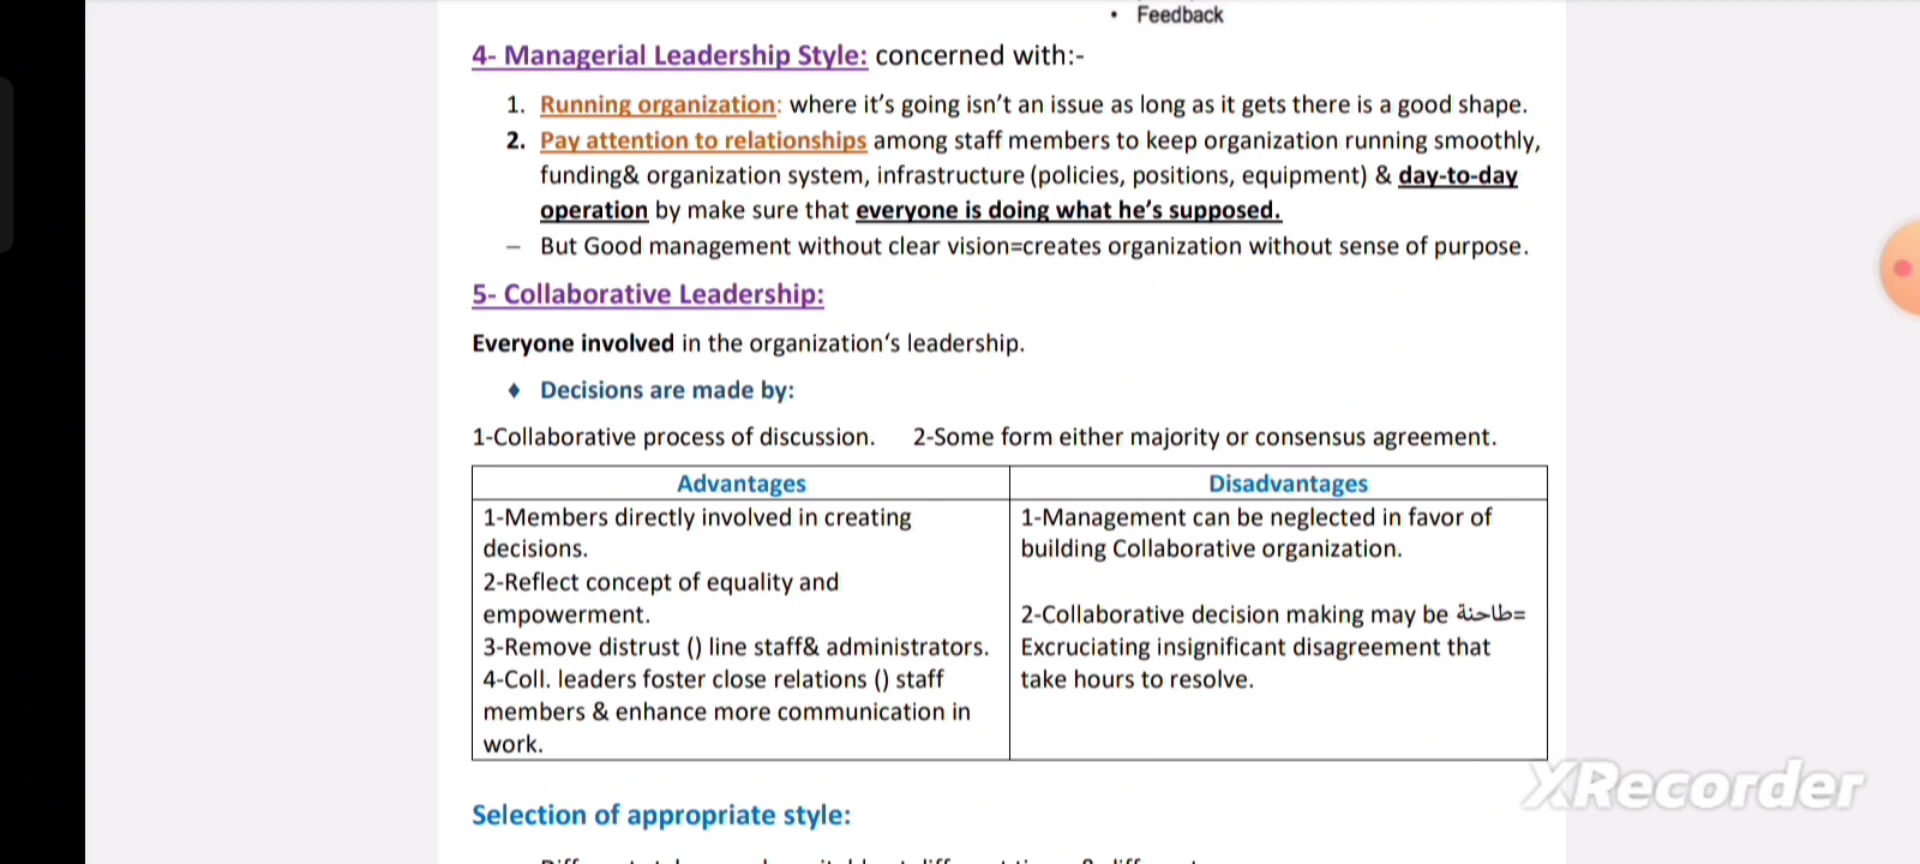 • Feedback
4- Managerial Leadership Style: concerned with:-
1. Running organization: where it's going isn't an issue as long as it gets there is a good shape.
2. Pay attention to relationships among staff members to keep organization running smoothly,
funding& organization system, infrastructure (policies, positions, equipment) & day-to-day
operation by make sure that everyone is doing what he's supposed.
– But Good management without clear vision=creates organization without sense of purpose.
5- Collaborative Leadership:
Everyone involved in the organization's leadership.
♦ Decisions are made by:
1-Collaborative process of discussion. 2-Some form either majority or consensus agreement.
Advantages
1-Members directly involved in creating
decisions.
2-Reflect concept of equality and
empowerment.
3-Remove distrust () line staff& administrators.
4-Coll. leaders foster close relations () staff
members & enhance more communication in
work.
Disadvantages
1-Management can be neglected in favor of
building Collaborative organization.
2-Collaborative decision making may be طاحنة=
Excruciating insignificant disagreement that
take hours to resolve.
XRecorder
Selection of appropriate style: